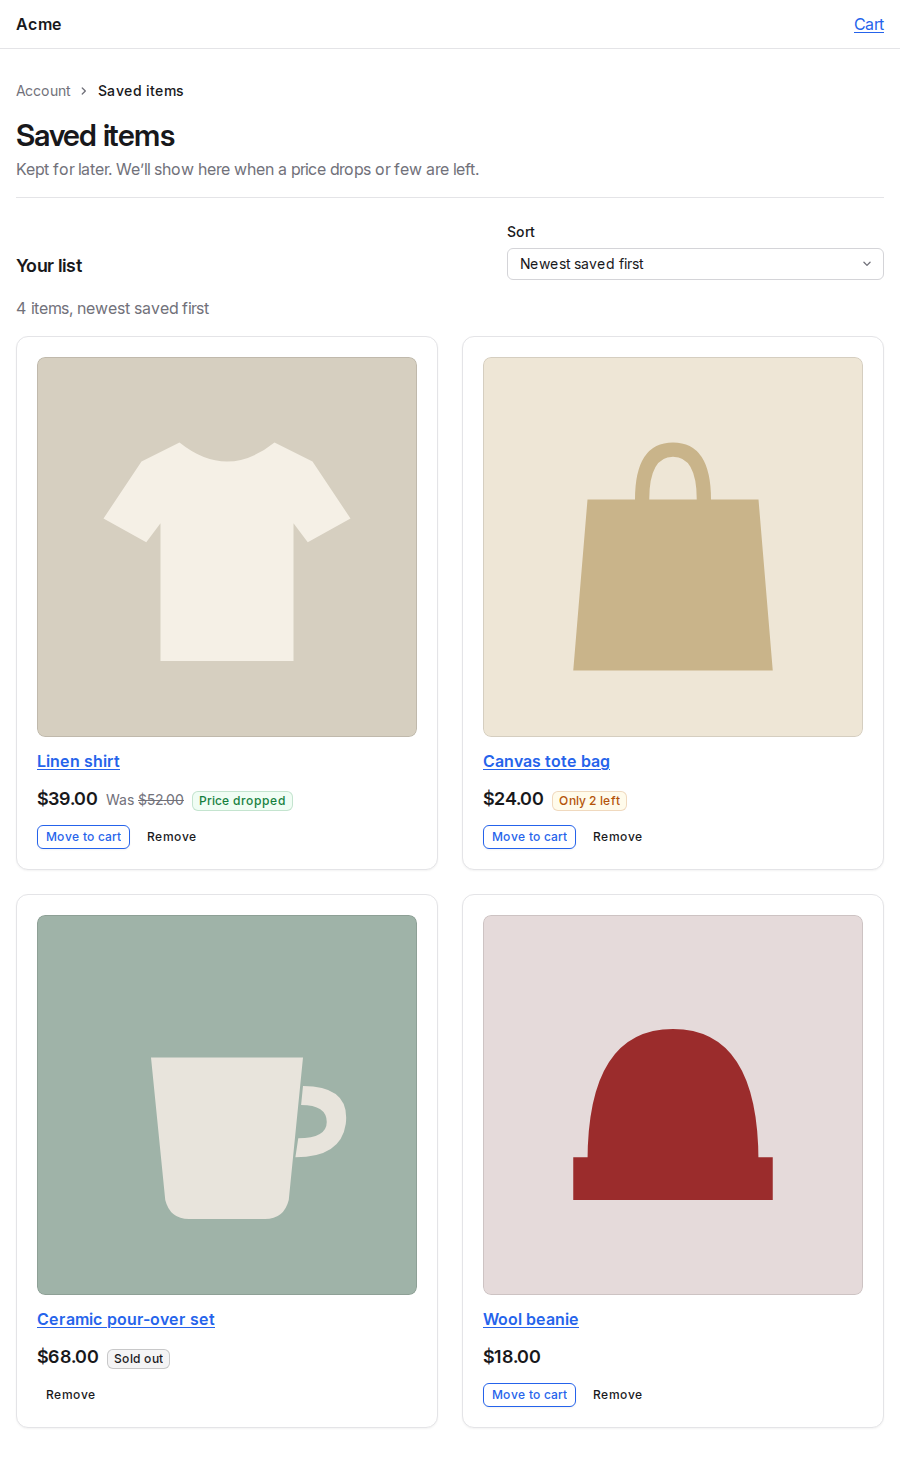 Acme
Cart
Account > Saved items
Saved items
Kept for later. We’ll show here when a price drops or few are left.
Sort
Your list
Newest saved first
4 items, newest saved first
Linen shirt
$39.00 Was $52.00 Price dropped
Move to cart Remove
Canvas tote bag
$24.00 Only 2 left
Move to cart Remove
Ceramic pour-over set
$68.00 Sold out
Remove
Wool beanie
$18.00
Move to cart Remove